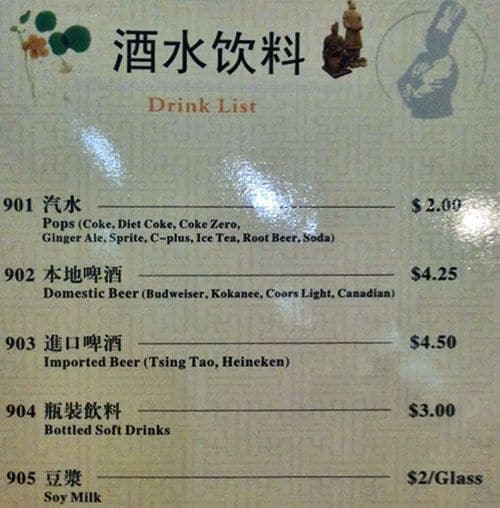 酒水饮料
Drink List
901 汽水 $2.00
Pops (Coke, Diet Coke, Coke Zero,
Ginger Ale, Sprite, C-plus, Ice Tea, Root Beer, Soda)
902 本地啤酒 $4.25
Domestic Beer (Budweiser, Kokanee, Coors Light, Canadian)
903 進口啤酒 $4.50
Imported Beer (Tsing Tao, Heineken)
904 瓶裝飲料 $3.00
Bottled Soft Drinks
905 豆漿 $2/Glass
Soy Milk